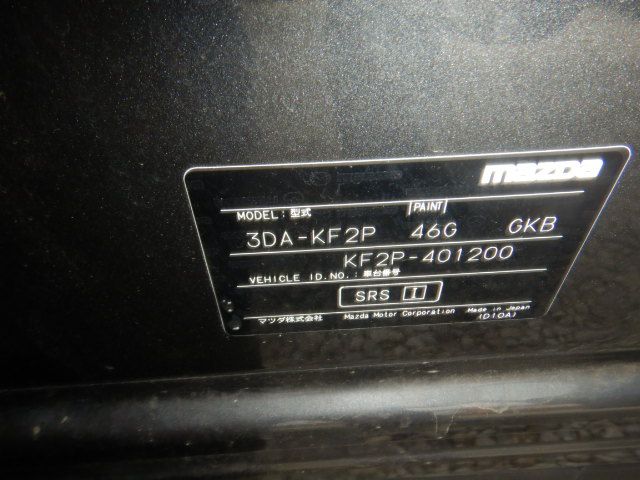 mazda
MODEL: 型式 PAINT
3DA-KF2P 46G GKB
KF2P-401200
VEHICLE ID.NO.: 車台番号
SRS I
マツダ株式会社 Mazda Motor Corporation Made in Japan
(D10A)